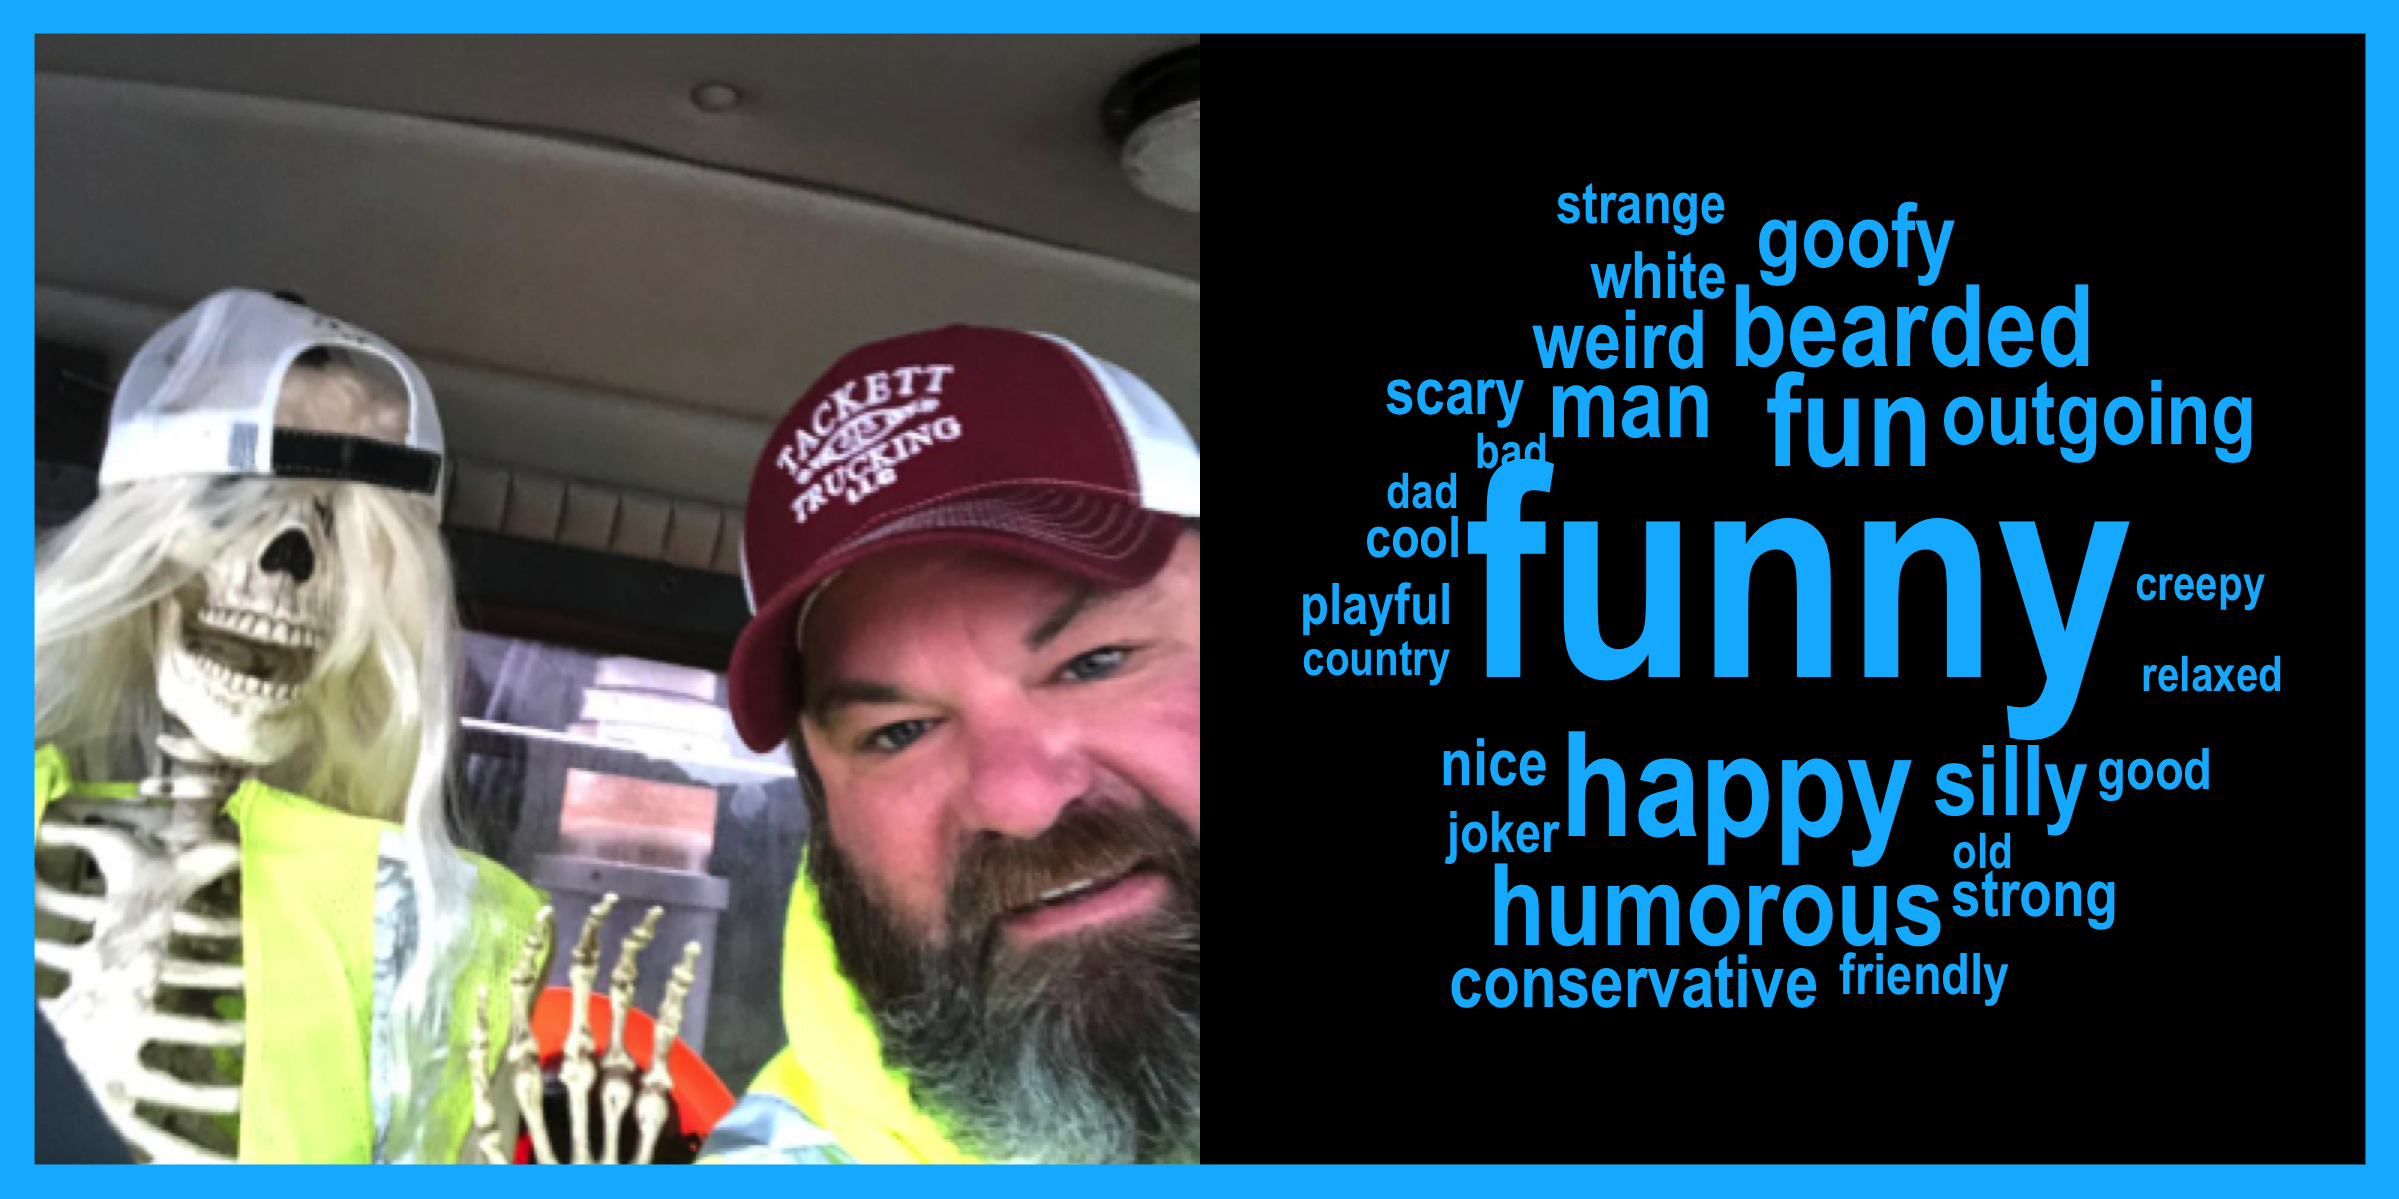 TACKETT
TRUCKING
LLC
strange
goofy
white
bearded
weird
scary
man
fun
outgoing
bad
dad
cool
funny
creepy
playful
country
relaxed
nice
happy
silly
good
joker
old
humorous
strong
conservative
friendly